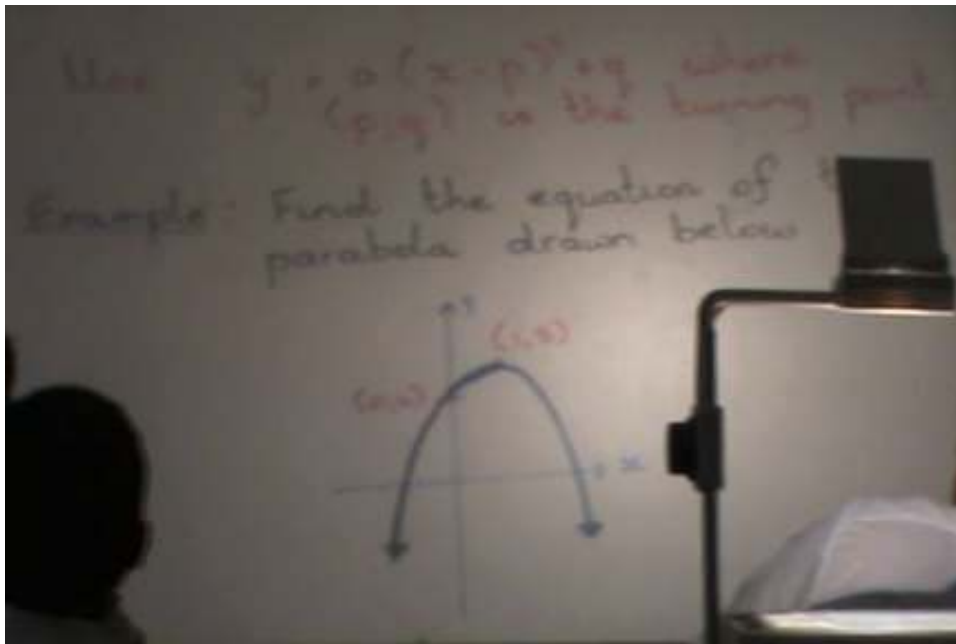 Use y = a(x-p)² + q where
(p;q) is the turning point
Example: Find the equation of
parabola drawn below
y
x